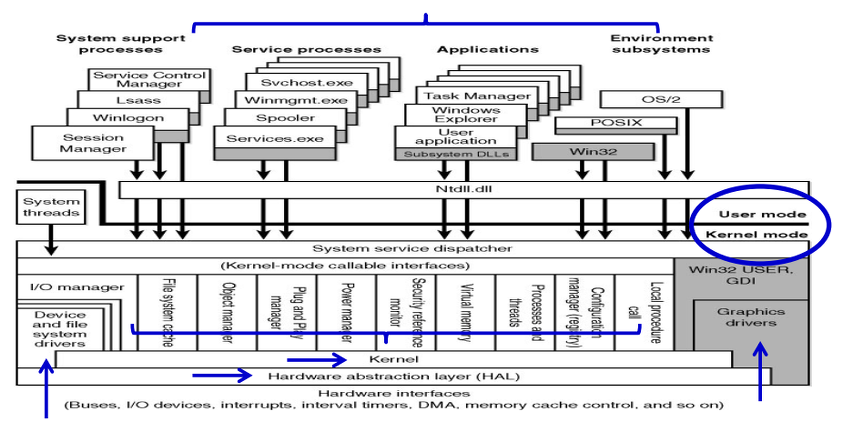 System support
processes
Service processes
Applications
Environment
subsystems
Service Control
Manager
Lsass
Winlogon
Session
Manager
Svchost.exe
Winmgmt.exe
Spooler
Services.exe
Task Manager
Windows
Explorer
User
application
Subsystem DLLs
OS/2
POSIX
Win32
System
threads
Ntdll.dll
User mode
Kernel mode
System service dispatcher
(Kernel-mode callable interfaces)
Win32 USER,
GDI
I/O manager
Device
and file
system
drivers
File system cache
Object manager
Plug and Play
manager
Power manager
Security reference
monitor
Virtual memory
Processes and
threads
Configuration
manager (registry)
Local procedure
call
Graphics
drivers
Kernel
Hardware abstraction layer (HAL)
Hardware interfaces
(Buses, I/O devices, interrupts, interval timers, DMA, memory cache control, and so on)